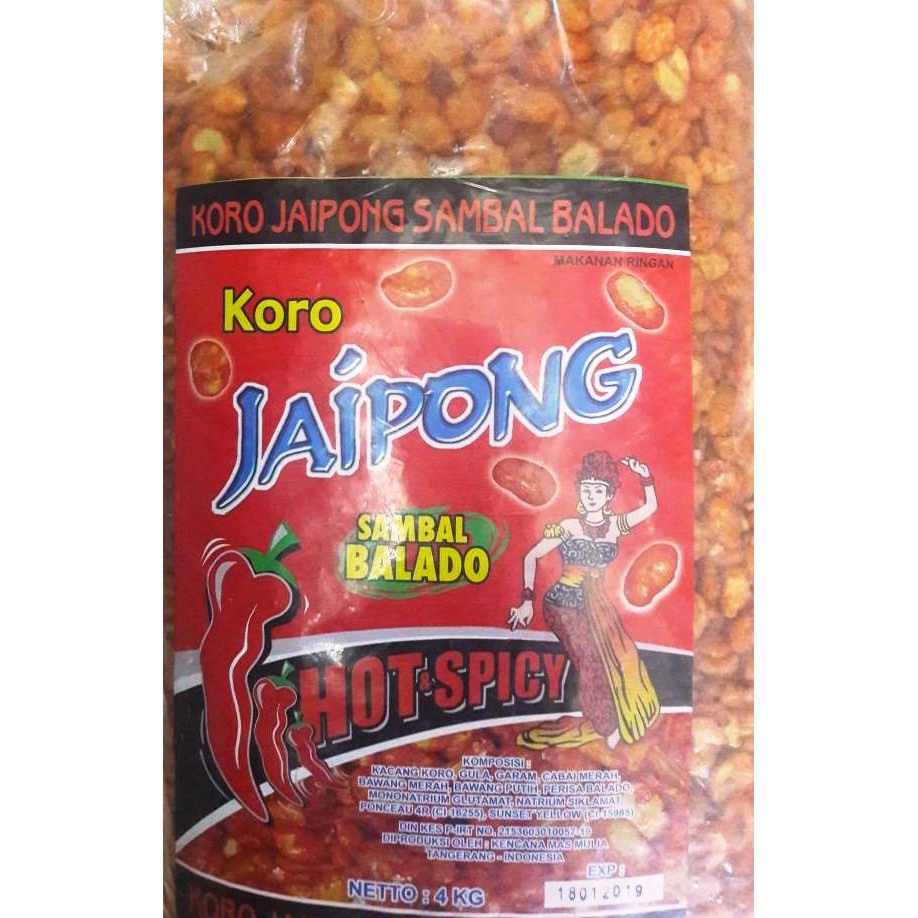 KORO JAIPONG SAMBAL BALADO
MAKANAN RINGAN
Koro
JAIPONG
SAMBAL
BALADO
HOT & SPICY
KOMPOSISI :
KACANG KORO, GULA, GARAM, CABAI MERAH,
BAWANG MERAH, BAWANG PUTIH, PERISA BALADO,
MONONATRIUM GLUTAMAT, NATRIUM SIKLAMAT,
PONCEAU 4R (CI-16255), SUNSET YELLOW (CI-15985)
DIN KES P-IRT NO. 2153603010057-19
DIPRODUKSI OLEH : KENCANA MAS MULIA
TANGERANG - INDONESIA
EXP :
NETTO : 4 KG
18012019
KORO JAIPONG